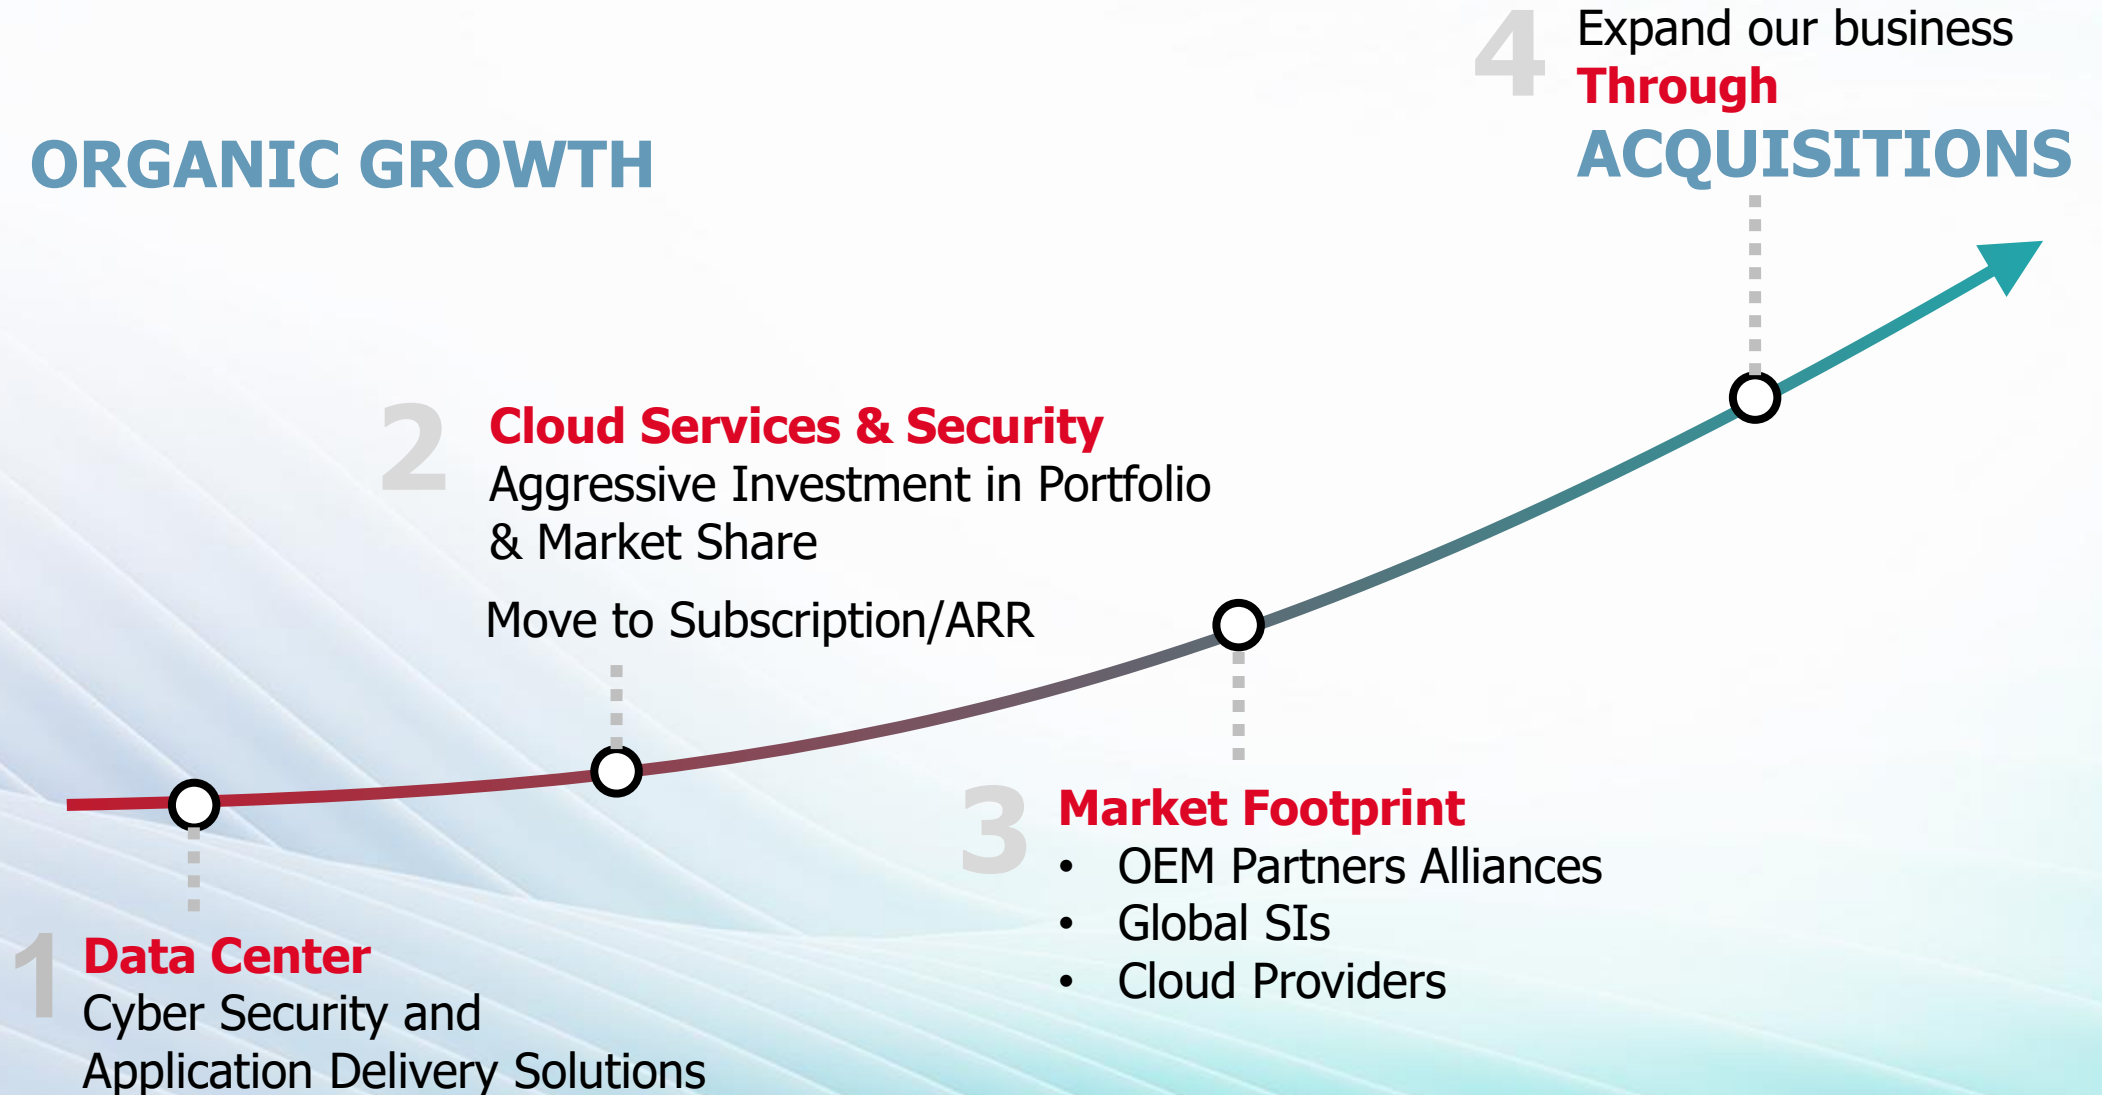 ORGANIC GROWTH
1
Data Center
Cyber Security and
Application Delivery Solutions
2
Cloud Services & Security
Aggressive Investment in Portfolio
& Market Share
Move to Subscription/ARR
3
Market Footprint
• OEM Partners Alliances
• Global SIs
• Cloud Providers
4
Expand our business
Through
ACQUISITIONS